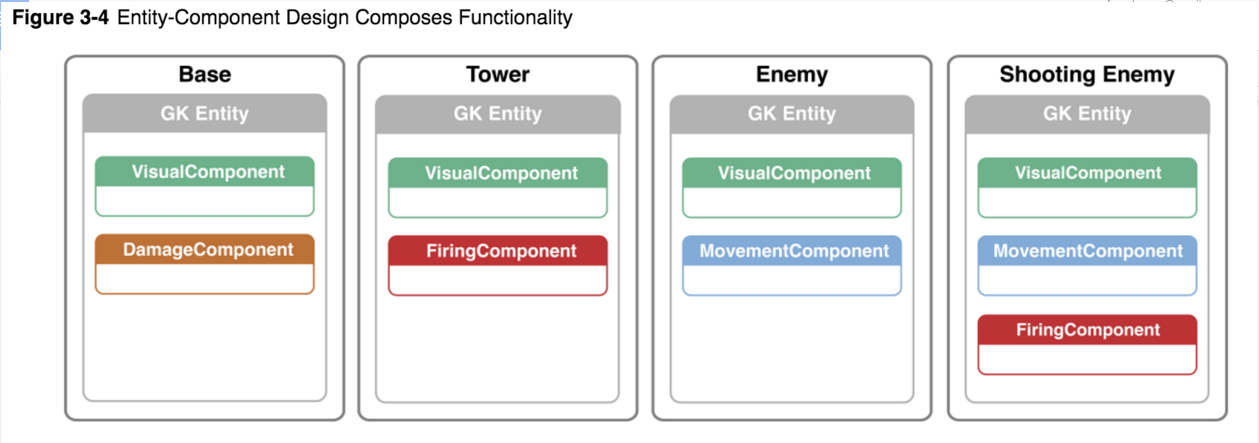 Figure 3-4 Entity-Component Design Composes Functionality
Base
GK Entity
VisualComponent
DamageComponent
Tower
GK Entity
VisualComponent
FiringComponent
Enemy
GK Entity
VisualComponent
MovementComponent
Shooting Enemy
GK Entity
VisualComponent
MovementComponent
FiringComponent